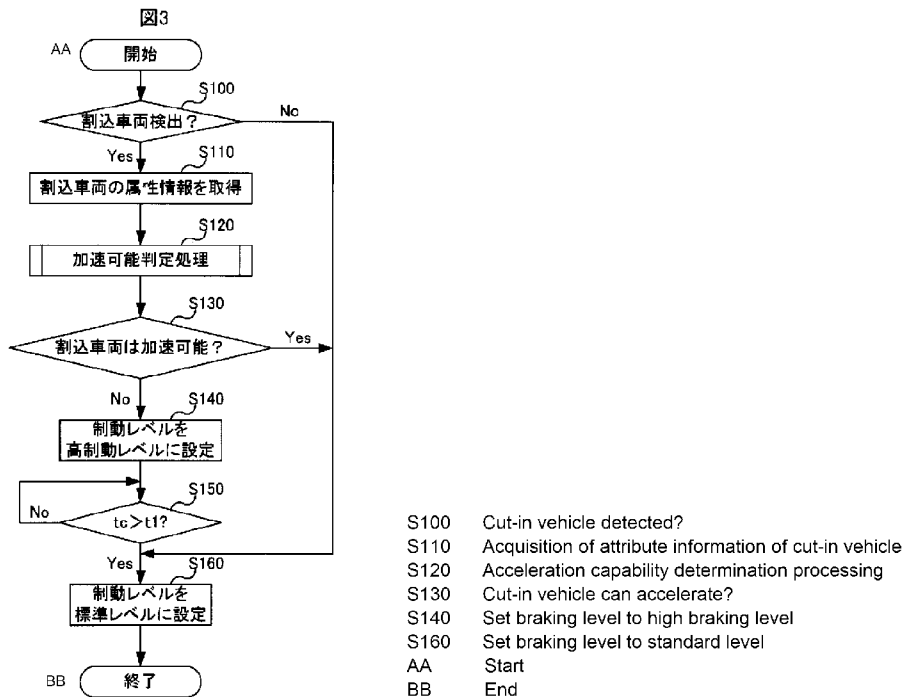 図3
AA 開始
S100
割込車両検出？ No
Yes S110
割込車両の属性情報を取得
S120
加速可能判定処理
S130
割込車両は加速可能？ Yes
No S140
制動レベルを
高制動レベルに設定
S150
No tc＞t1?
Yes S160
制動レベルを
標準レベルに設定
BB 終了
S100 Cut-in vehicle detected?
S110 Acquisition of attribute information of cut-in vehicle
S120 Acceleration capability determination processing
S130 Cut-in vehicle can accelerate?
S140 Set braking level to high braking level
S160 Set braking level to standard level
AA Start
BB End